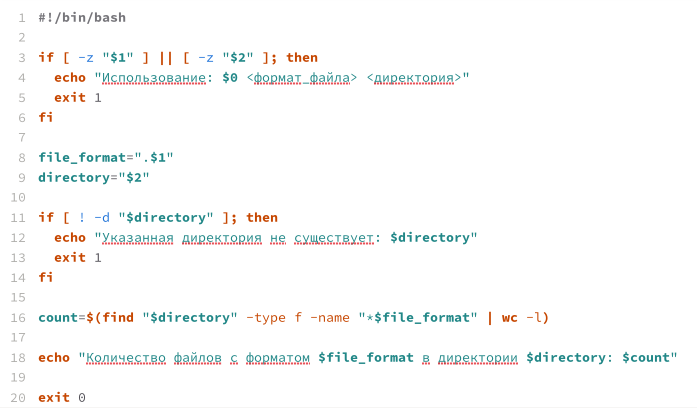 1 #!/bin/bash
2
3 if [ -z "$1" ] || [ -z "$2" ]; then
4   echo "Использование: $0 <формат_файла> <директория>"
5   exit 1
6 fi
7
8 file_format=".$1"
9 directory="$2"
10
11 if [ ! -d "$directory" ]; then
12   echo "Указанная директория не существует: $directory"
13   exit 1
14 fi
15
16 count=$(find "$directory" -type f -name "*$file_format" | wc -l)
17
18 echo "Количество файлов с форматом $file_format в директории $directory: $count"
19
20 exit 0